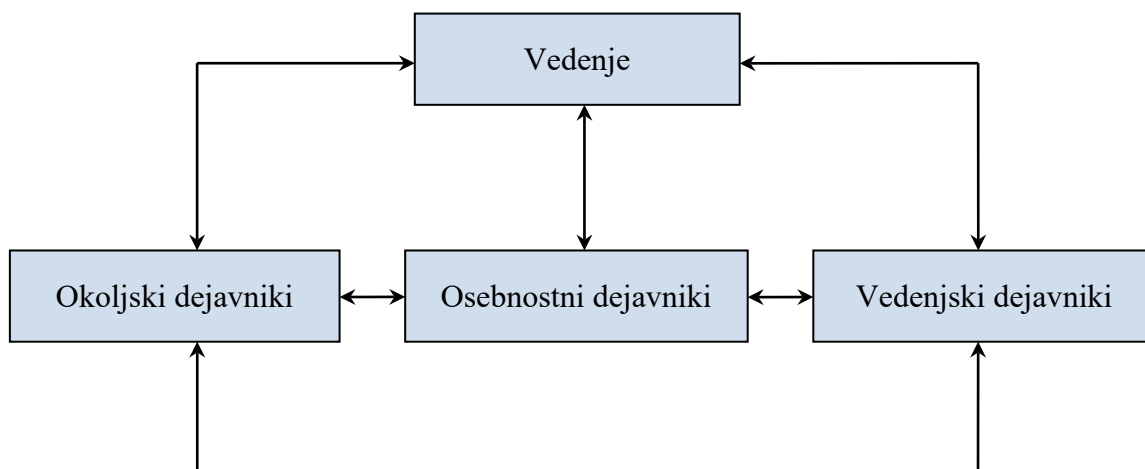 Vedenje
Okoljski dejavniki
Osebnostni dejavniki
Vedenjski dejavniki